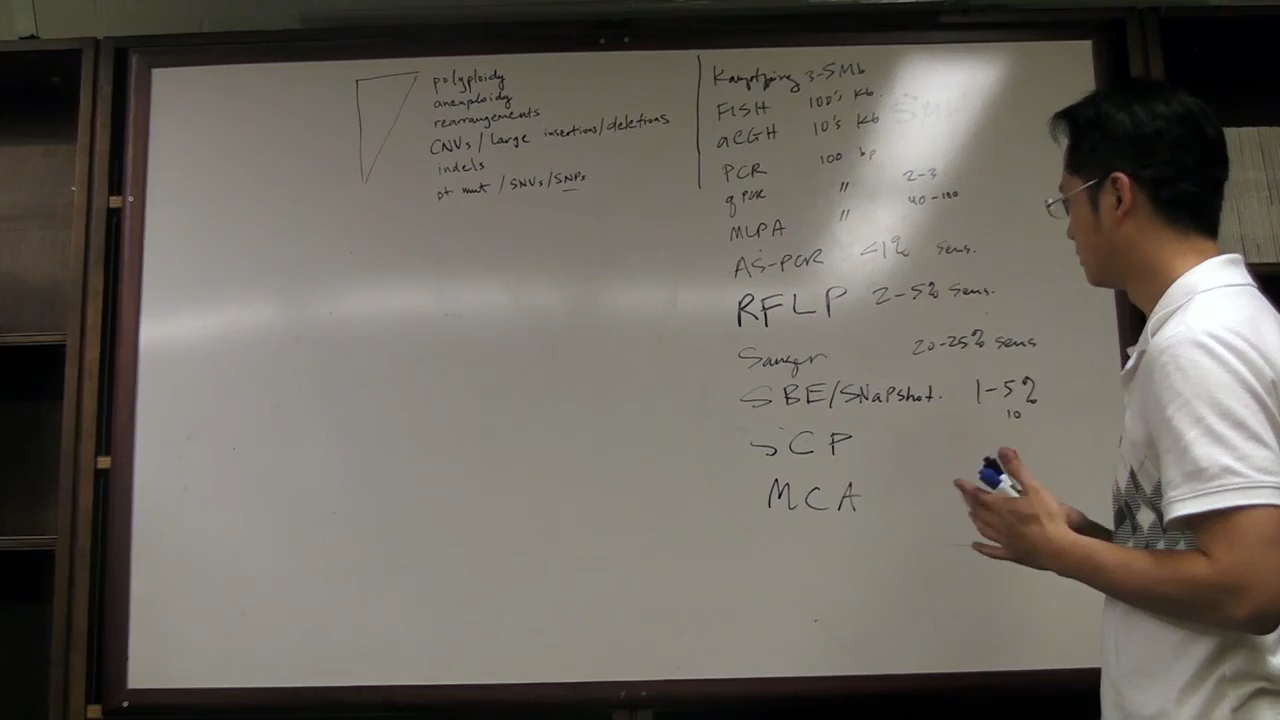 polyploidy
aneuploidy
rearrangements
CNVs / large insertions/deletions
indels
pt mut / SNVs / SNPs
Karyotyping 3-5Mb
FISH 100's Kb.
aCGH 10's Kb
PCR 100 bp
qPCR " 2-3
MLPA " 40-100
AS-PCR <1% sens.
RFLP 2-5% sens.
Sanger 20-25% sens
SBE/SNapshot. 1-5%
10
SCP
MCA